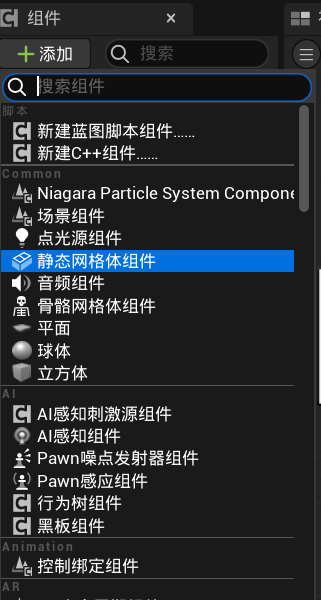 组件
添加
搜索
搜索组件
脚本
新建蓝图脚本组件......
新建C++组件......
Common
Niagara Particle System Compone
场景组件
点光源组件
静态网格体组件
音频组件
骨骼网格体组件
平面
球体
立方体
AI
AI感知刺激源组件
AI感知组件
Pawn噪点发射器组件
Pawn感应组件
行为树组件
黑板组件
Animation
控制绑定组件
AR